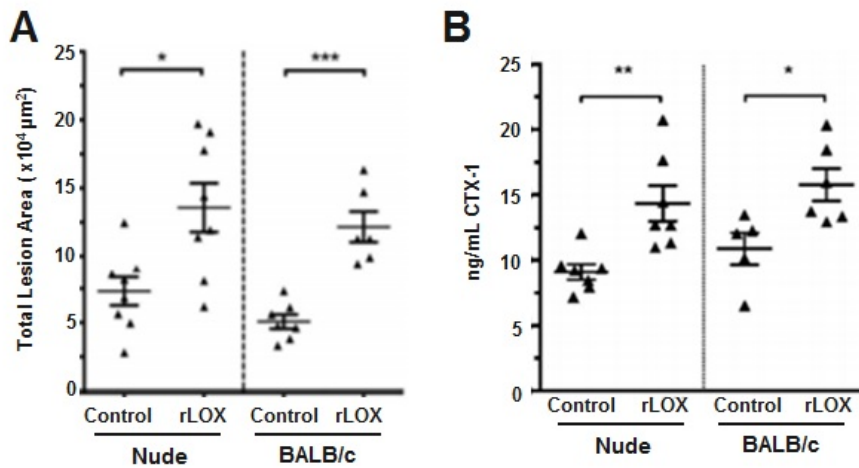 A
Total Lesion Area ( x10⁴ µm²)
25
20
15
10
5
0
*
***
Control rLOX Control rLOX
Nude BALB/c
B
ng/mL CTX-1
25
20
15
10
5
0
**
*
Control rLOX Control rLOX
Nude BALB/c